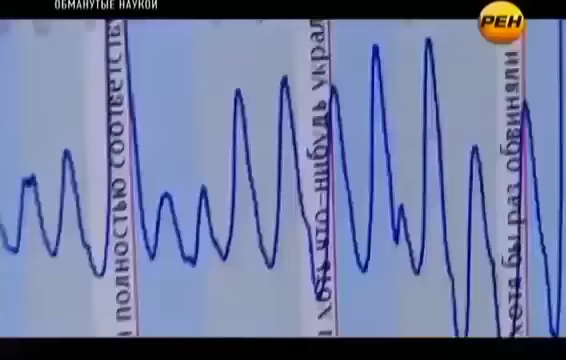 ОБМАНУТЫЕ НАУКОЙ
РЕН
полностью соответств
хоть что-нибудь украл
хотя бы раз обвиняли